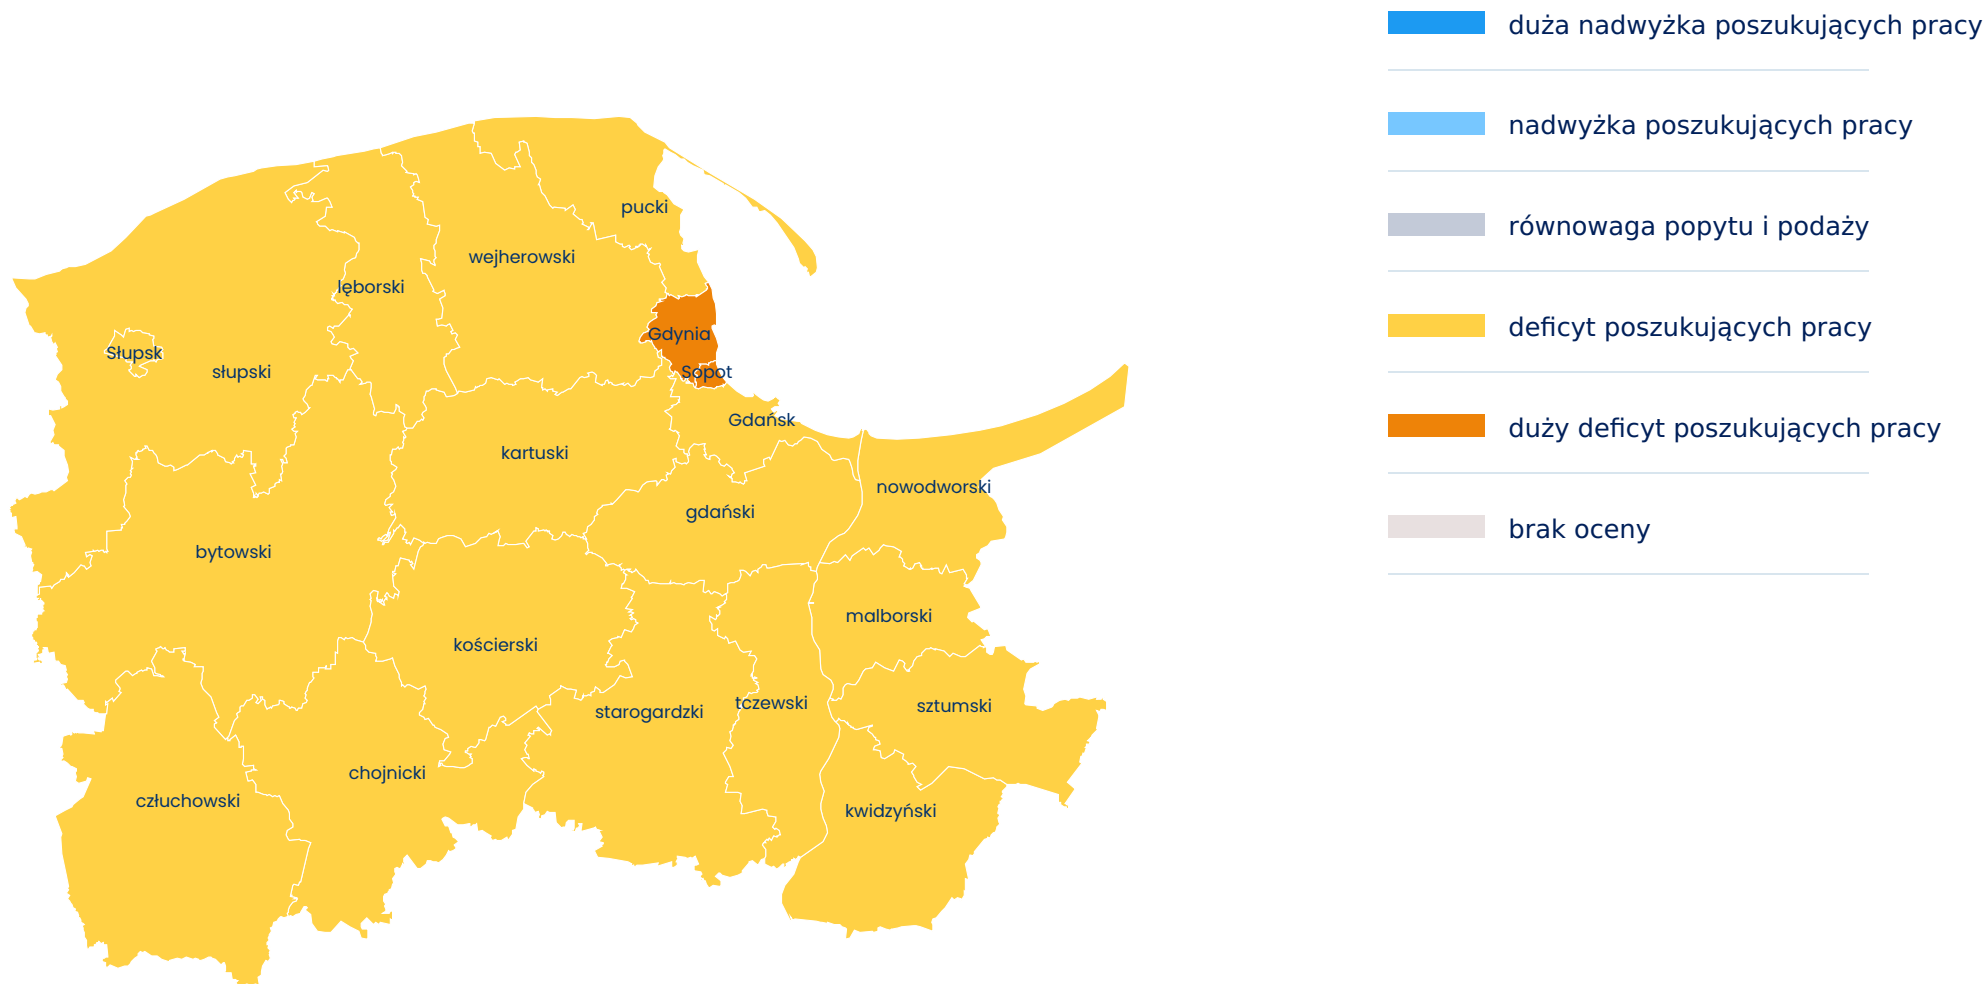 duża nadwyżka poszukujących pracy
nadwyżka poszukujących pracy
równowaga popytu i podaży
deficyt poszukujących pracy
duży deficyt poszukujących pracy
brak oceny
pucki
wejherowski
lęborski
Gdynia
Słupsk
słupski
Sopot
Gdańsk
kartuski
nowodworski
gdański
bytowski
malborski
kościerski
tczewski
sztumski
starogardzki
chojnicki
człuchowski
kwidzyński